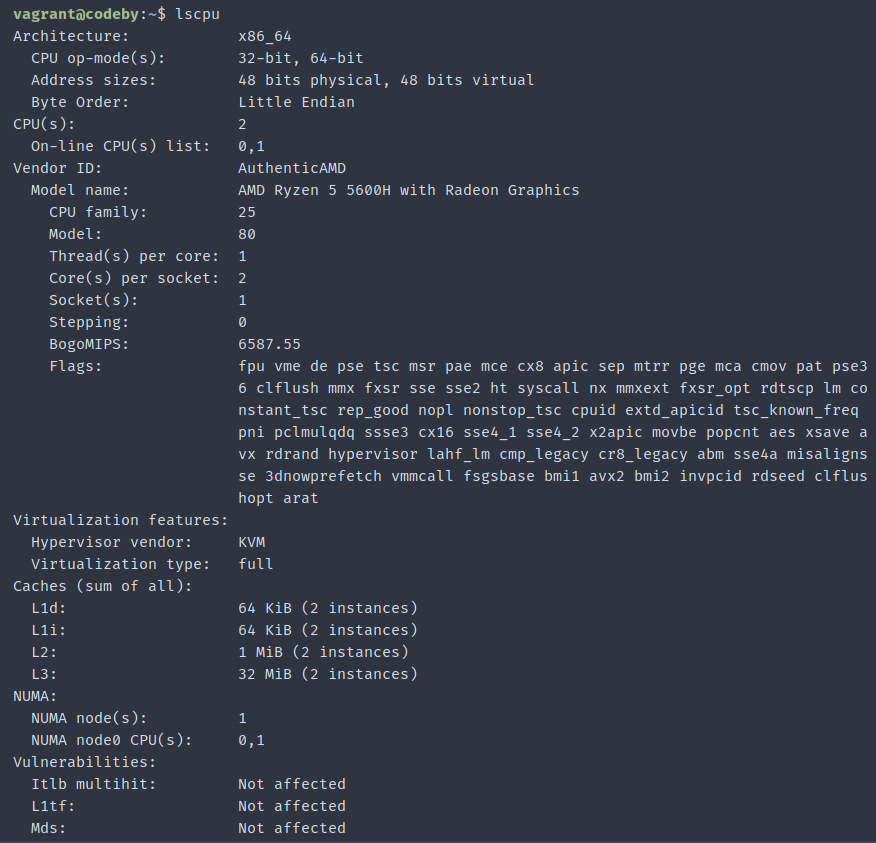 vagrant@codeby:~$ lscpu
Architecture:            x86_64
  CPU op-mode(s):        32-bit, 64-bit
  Address sizes:         48 bits physical, 48 bits virtual
  Byte Order:            Little Endian
CPU(s):                  2
  On-line CPU(s) list:   0,1
Vendor ID:               AuthenticAMD
  Model name:            AMD Ryzen 5 5600H with Radeon Graphics
    CPU family:          25
    Model:               80
    Thread(s) per core:  1
    Core(s) per socket:  2
    Socket(s):           1
    Stepping:            0
    BogoMIPS:            6587.55
    Flags:               fpu vme de pse tsc msr pae mce cx8 apic sep mtrr pge mca cmov pat pse3
                         6 clflush mmx fxsr sse sse2 ht syscall nx mmxext fxsr_opt rdtscp lm co
                         nstant_tsc rep_good nopl nonstop_tsc cpuid extd_apicid tsc_known_freq
                         pni pclmulqdq ssse3 cx16 sse4_1 sse4_2 x2apic movbe popcnt aes xsave a
                         vx rdrand hypervisor lahf_lm cmp_legacy cr8_legacy abm sse4a misaligns
                         se 3dnowprefetch vmmcall fsgsbase bmi1 avx2 bmi2 invpcid rdseed clflus
                         hopt arat
Virtualization features:
  Hypervisor vendor:     KVM
  Virtualization type:   full
Caches (sum of all):
  L1d:                   64 KiB (2 instances)
  L1i:                   64 KiB (2 instances)
  L2:                    1 MiB (2 instances)
  L3:                    32 MiB (2 instances)
NUMA:
  NUMA node(s):          1
  NUMA node0 CPU(s):     0,1
Vulnerabilities:
  Itlb multihit:         Not affected
  L1tf:                  Not affected
  Mds:                   Not affected